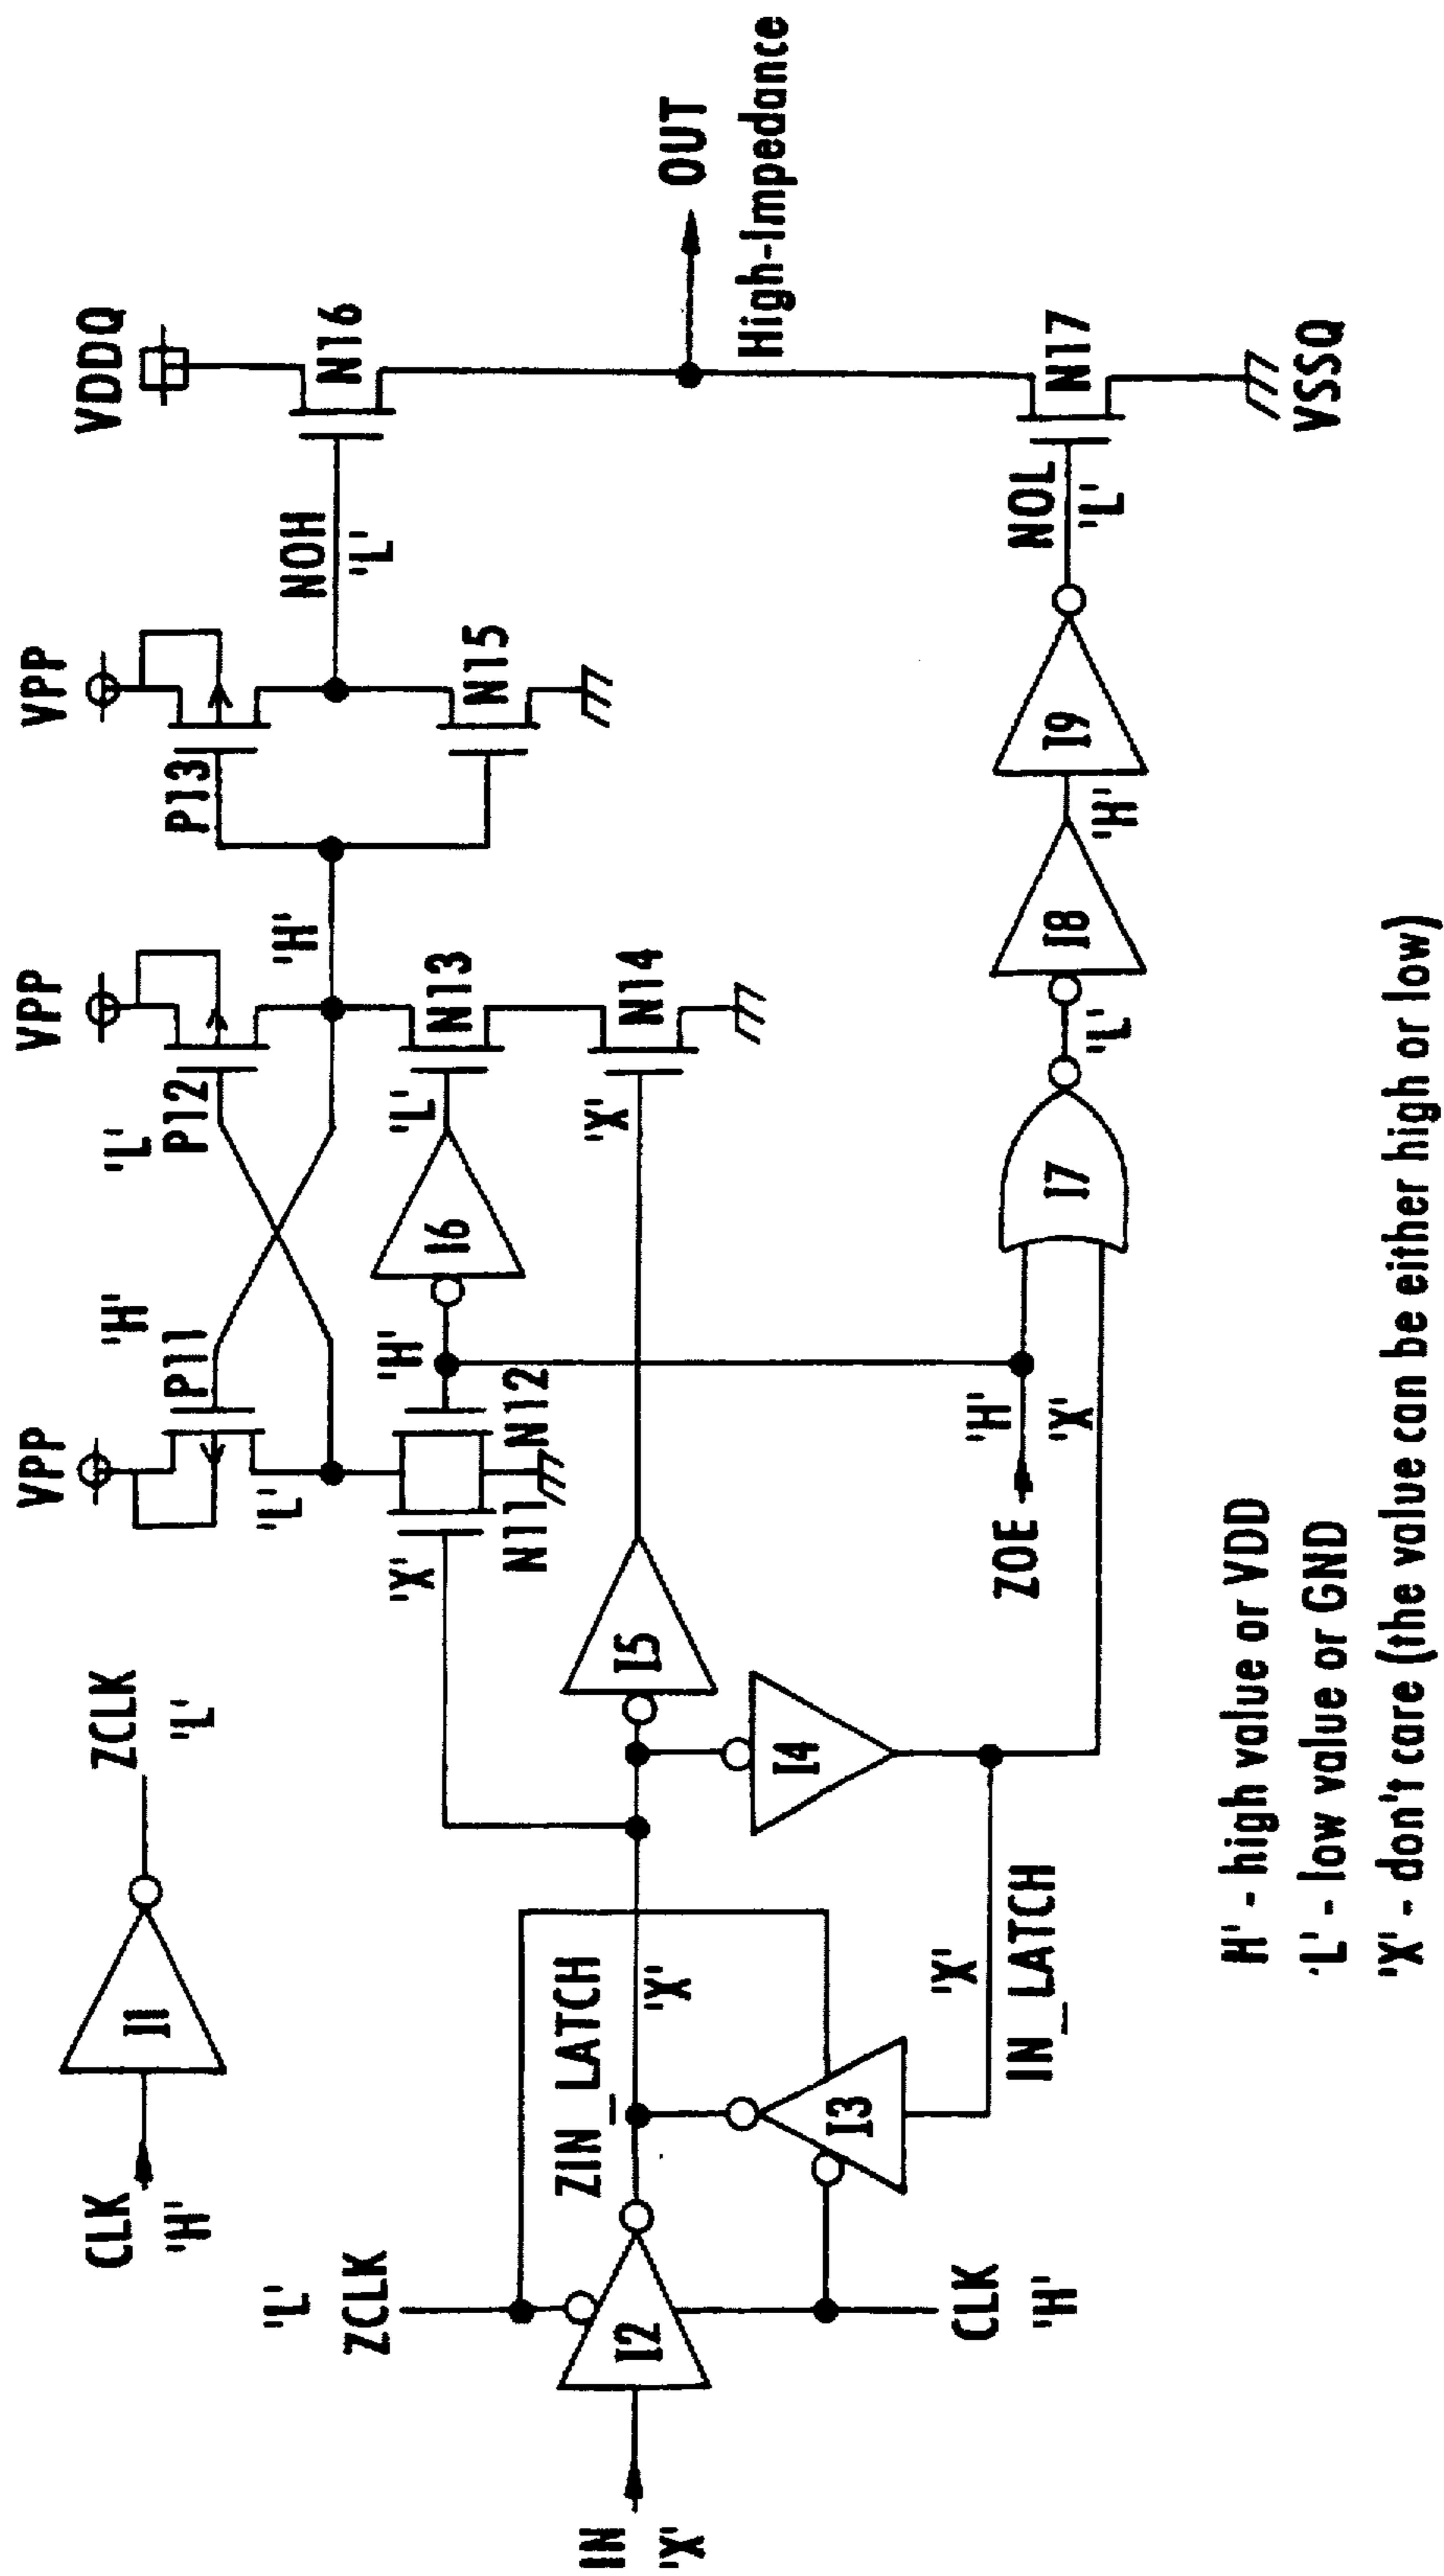 VPP
VPP
VPP
VDDQ
CLK
'H'
I1
ZCLK
'L'
'H'
P11
'L'
P12
P13
'L'
'H'
NOH
'L'
N16
'L'
ZCLK
'X'
N11
'H'
N12
I6
'L'
N13
N15
IN
'X'
I2
ZIN_LATCH
'X'
I5
'X'
N14
OUT
High-Impedance
I3
I4
CLK
'H'
'X'
IN_LATCH
ZOE
'H'
'X'
I7
'L'
I8
'H'
I9
NOL
'L'
N17
VSSQ
H' - high value or VDD
'L' - low value or GND
'X' - don't care (the value can be either high or low)